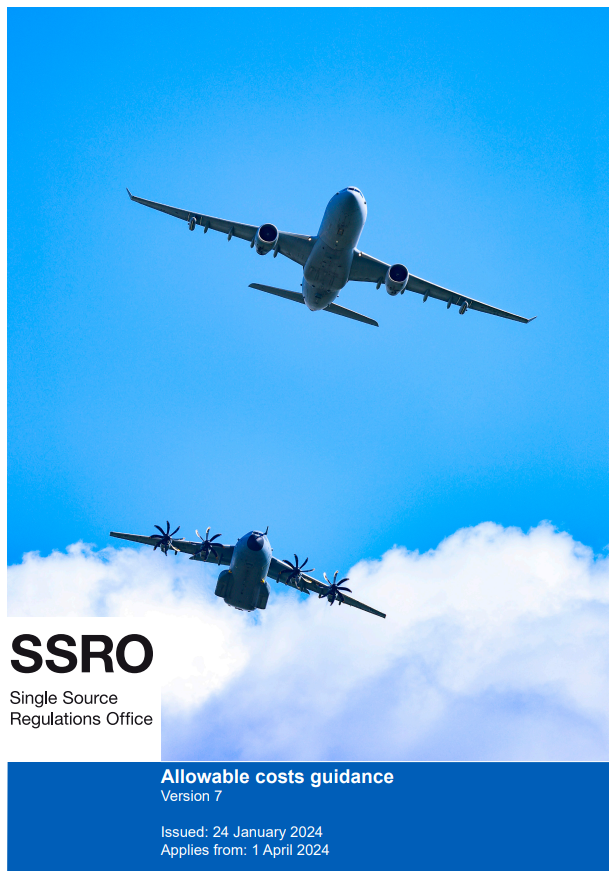 SSRO
Single Source
Regulations Office
Allowable costs guidance
Version 7
Issued: 24 January 2024
Applies from: 1 April 2024